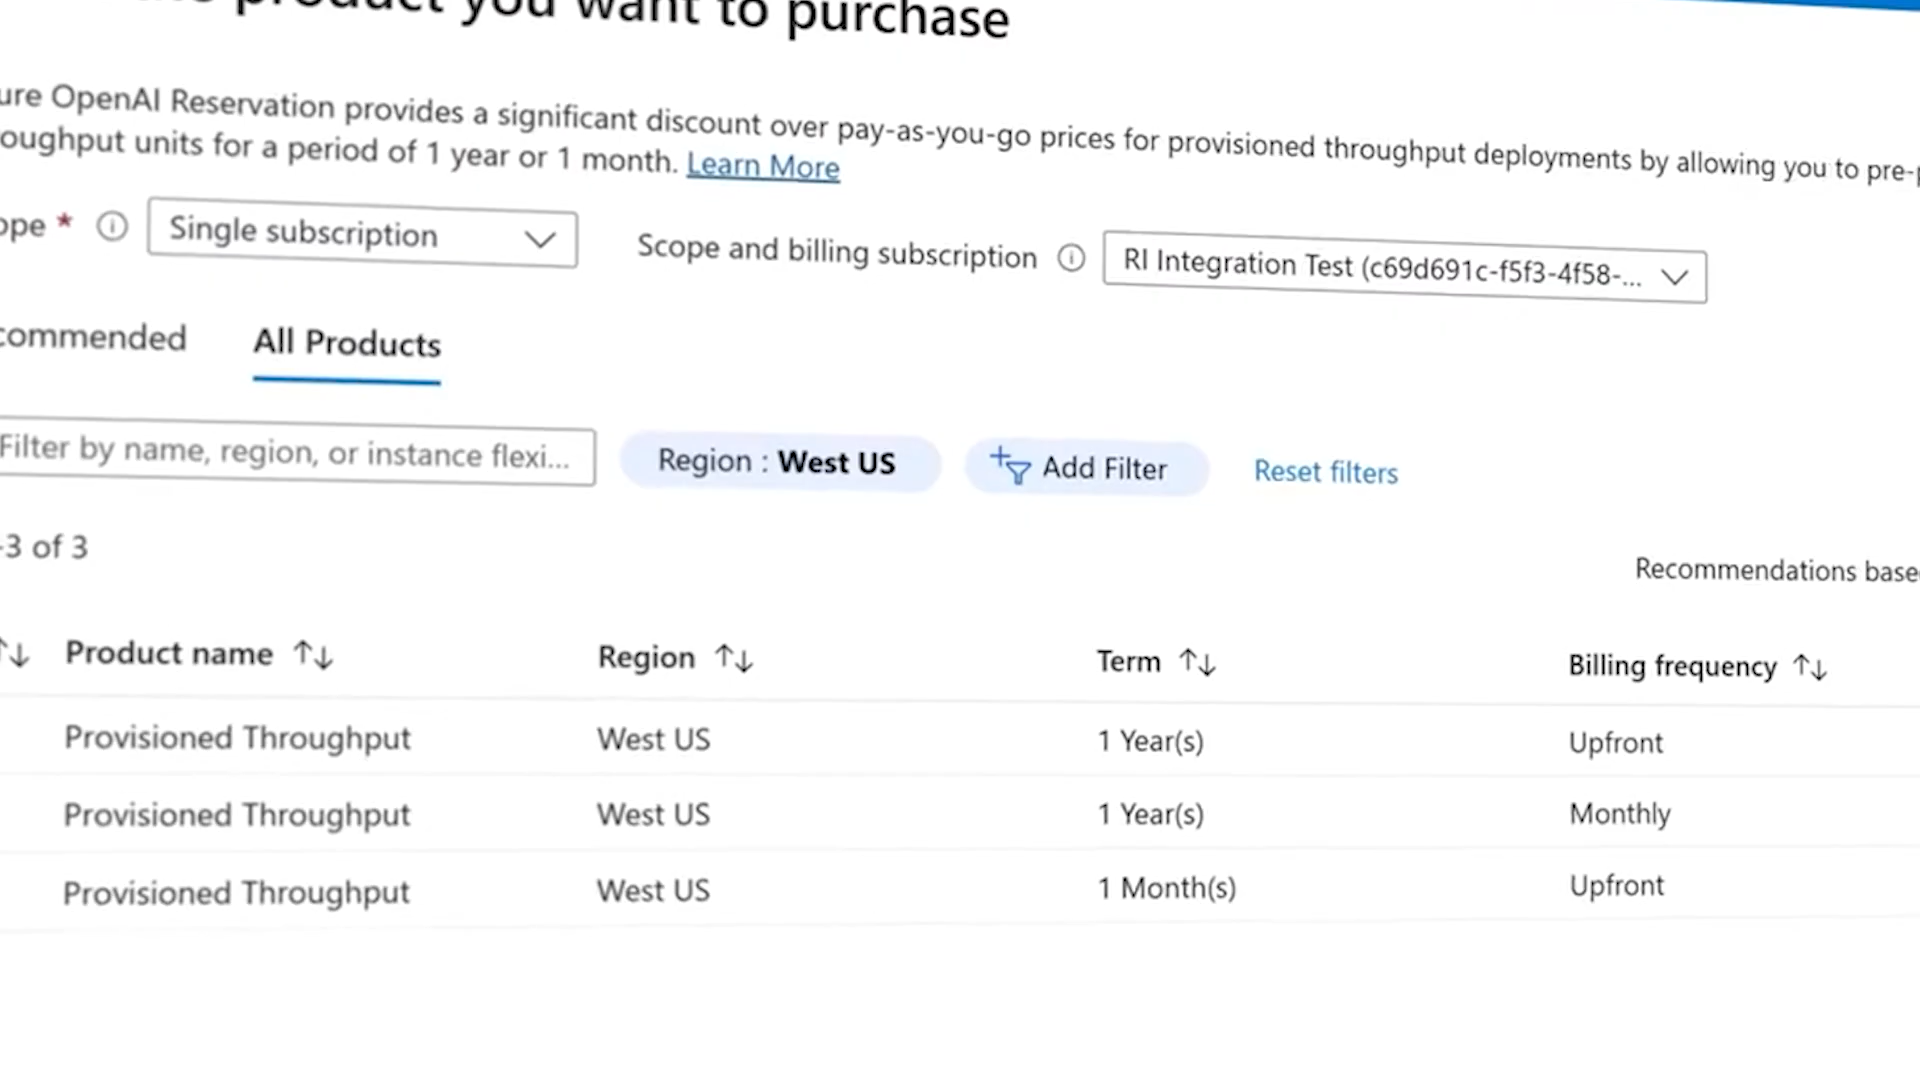 product you want to purchase
ure OpenAI Reservation provides a significant discount over pay-as-you-go prices for provisioned throughput deployments by allowing you to pre-p
oughput units for a period of 1 year or 1 month. Learn More
ope * Single subscription Scope and billing subscription RI Integration Test (c69d691c-f5f3-4f58-...
commended All Products
Filter by name, region, or instance flexi... Region : West US Add Filter Reset filters
-3 of 3
Recommendations base
Product name Region Term Billing frequency
Provisioned Throughput West US 1 Year(s) Upfront
Provisioned Throughput West US 1 Year(s) Monthly
Provisioned Throughput West US 1 Month(s) Upfront